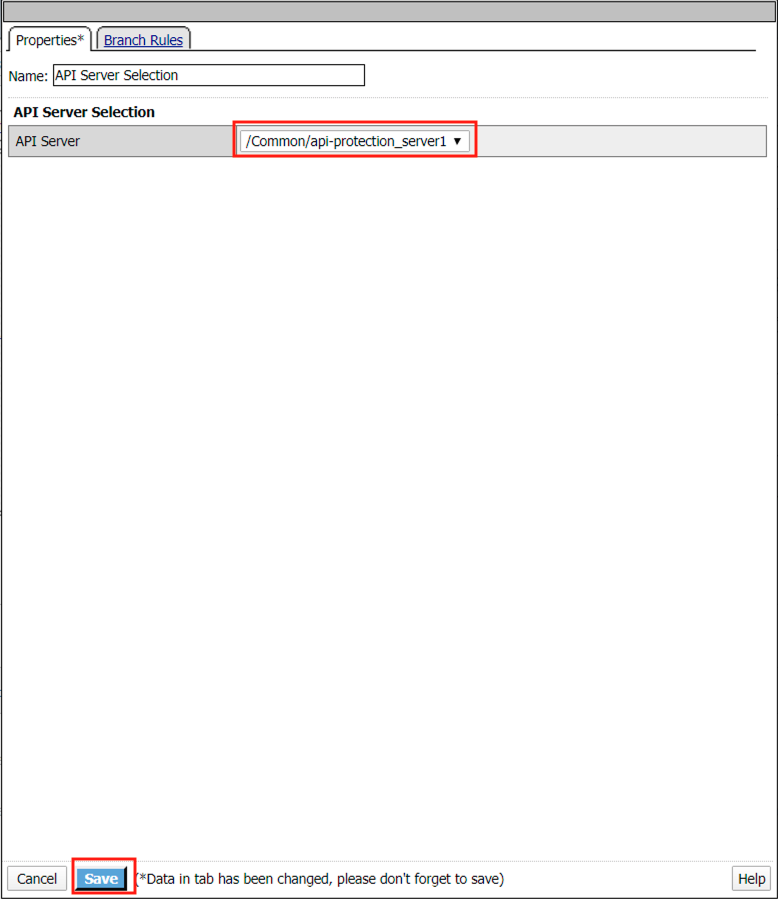 Properties* Branch Rules
Name: API Server Selection
API Server Selection
API Server /Common/api-protection_server1 ▼
Cancel Save (*Data in tab has been changed, please don't forget to save) Help